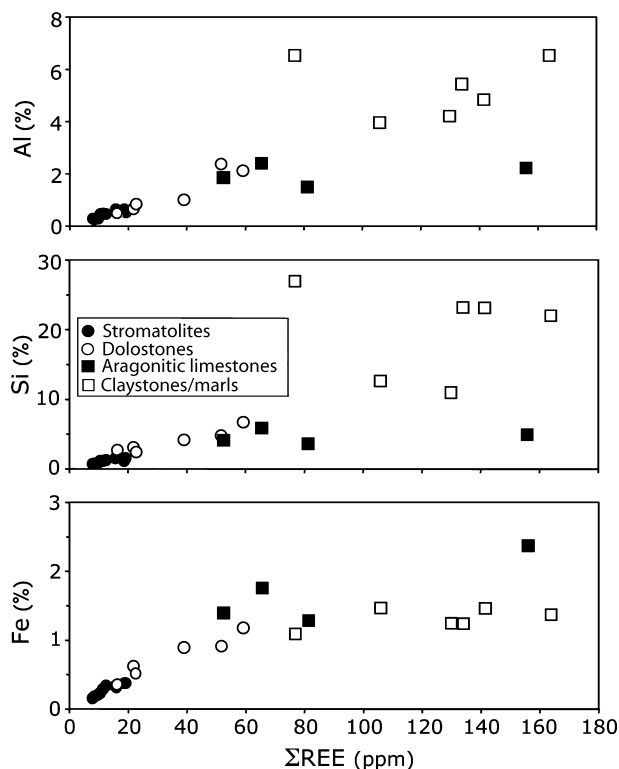 8
6
4
2
0
Al (%)
30
20
10
0
Si (%)
Stromatolites
Dolostones
Aragonitic limestones
Claystones/marls
3
2
1
0
Fe (%)
0 20 40 60 80 100 120 140 160 180
ΣREE (ppm)